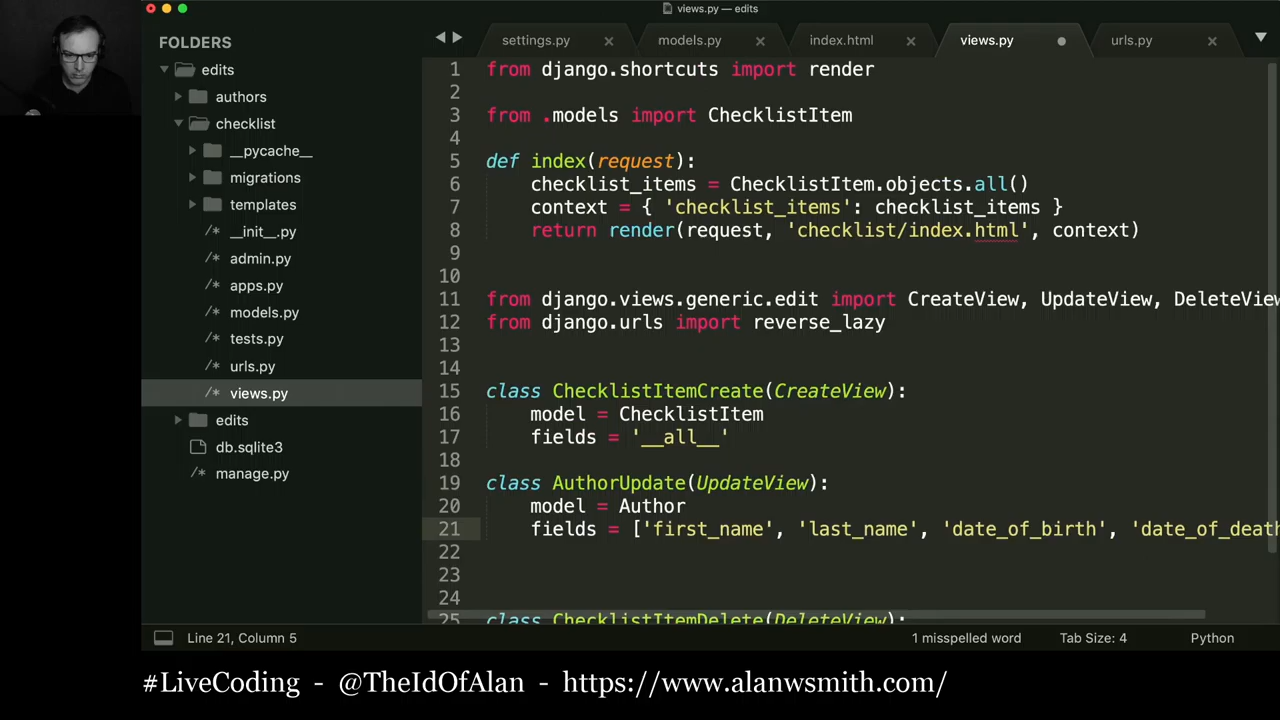 views.py — edits
FOLDERS
edits
authors
checklist
__pycache__
migrations
templates
/* __init__.py
/* admin.py
/* apps.py
/* models.py
/* tests.py
/* urls.py
/* views.py
edits
db.sqlite3
/* manage.py
settings.py
models.py
index.html
views.py
urls.py
1 from django.shortcuts import render
2
3 from .models import ChecklistItem
4
5 def index(request):
6 checklist_items = ChecklistItem.objects.all()
7 context = { 'checklist_items': checklist_items }
8 return render(request, 'checklist/index.html', context)
9
10
11 from django.views.generic.edit import CreateView, UpdateView, DeleteView
12 from django.urls import reverse_lazy
13
14
15 class ChecklistItemCreate(CreateView):
16 model = ChecklistItem
17 fields = '__all__'
18
19 class AuthorUpdate(UpdateView):
20 model = Author
21 fields = ['first_name', 'last_name', 'date_of_birth', 'date_of_death
22
23
24
25 class ChecklistItemDelete(DeleteView):
Line 21, Column 5
1 misspelled word
Tab Size: 4
Python
#LiveCoding - @TheIdOfAlan - https://www.alanwsmith.com/